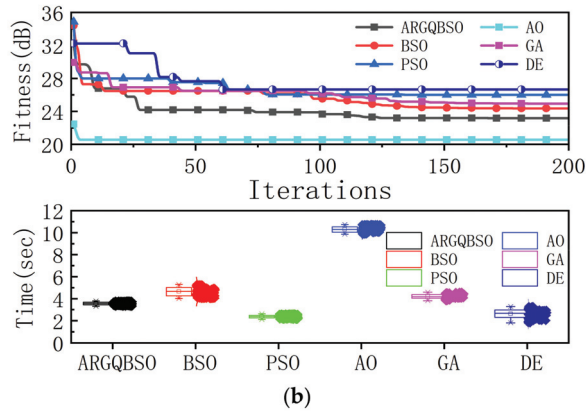 36
32
28
24
20
Fitness(dB)
ARGQBSO
BSO
PSO
AO
GA
DE
0 50 100 150 200
Iterations
12
10
8
6
4
2
0
Time(sec)
ARGQBSO
BSO
PSO
AO
GA
DE
ARGQBSO BSO PSO AO GA DE
(b)